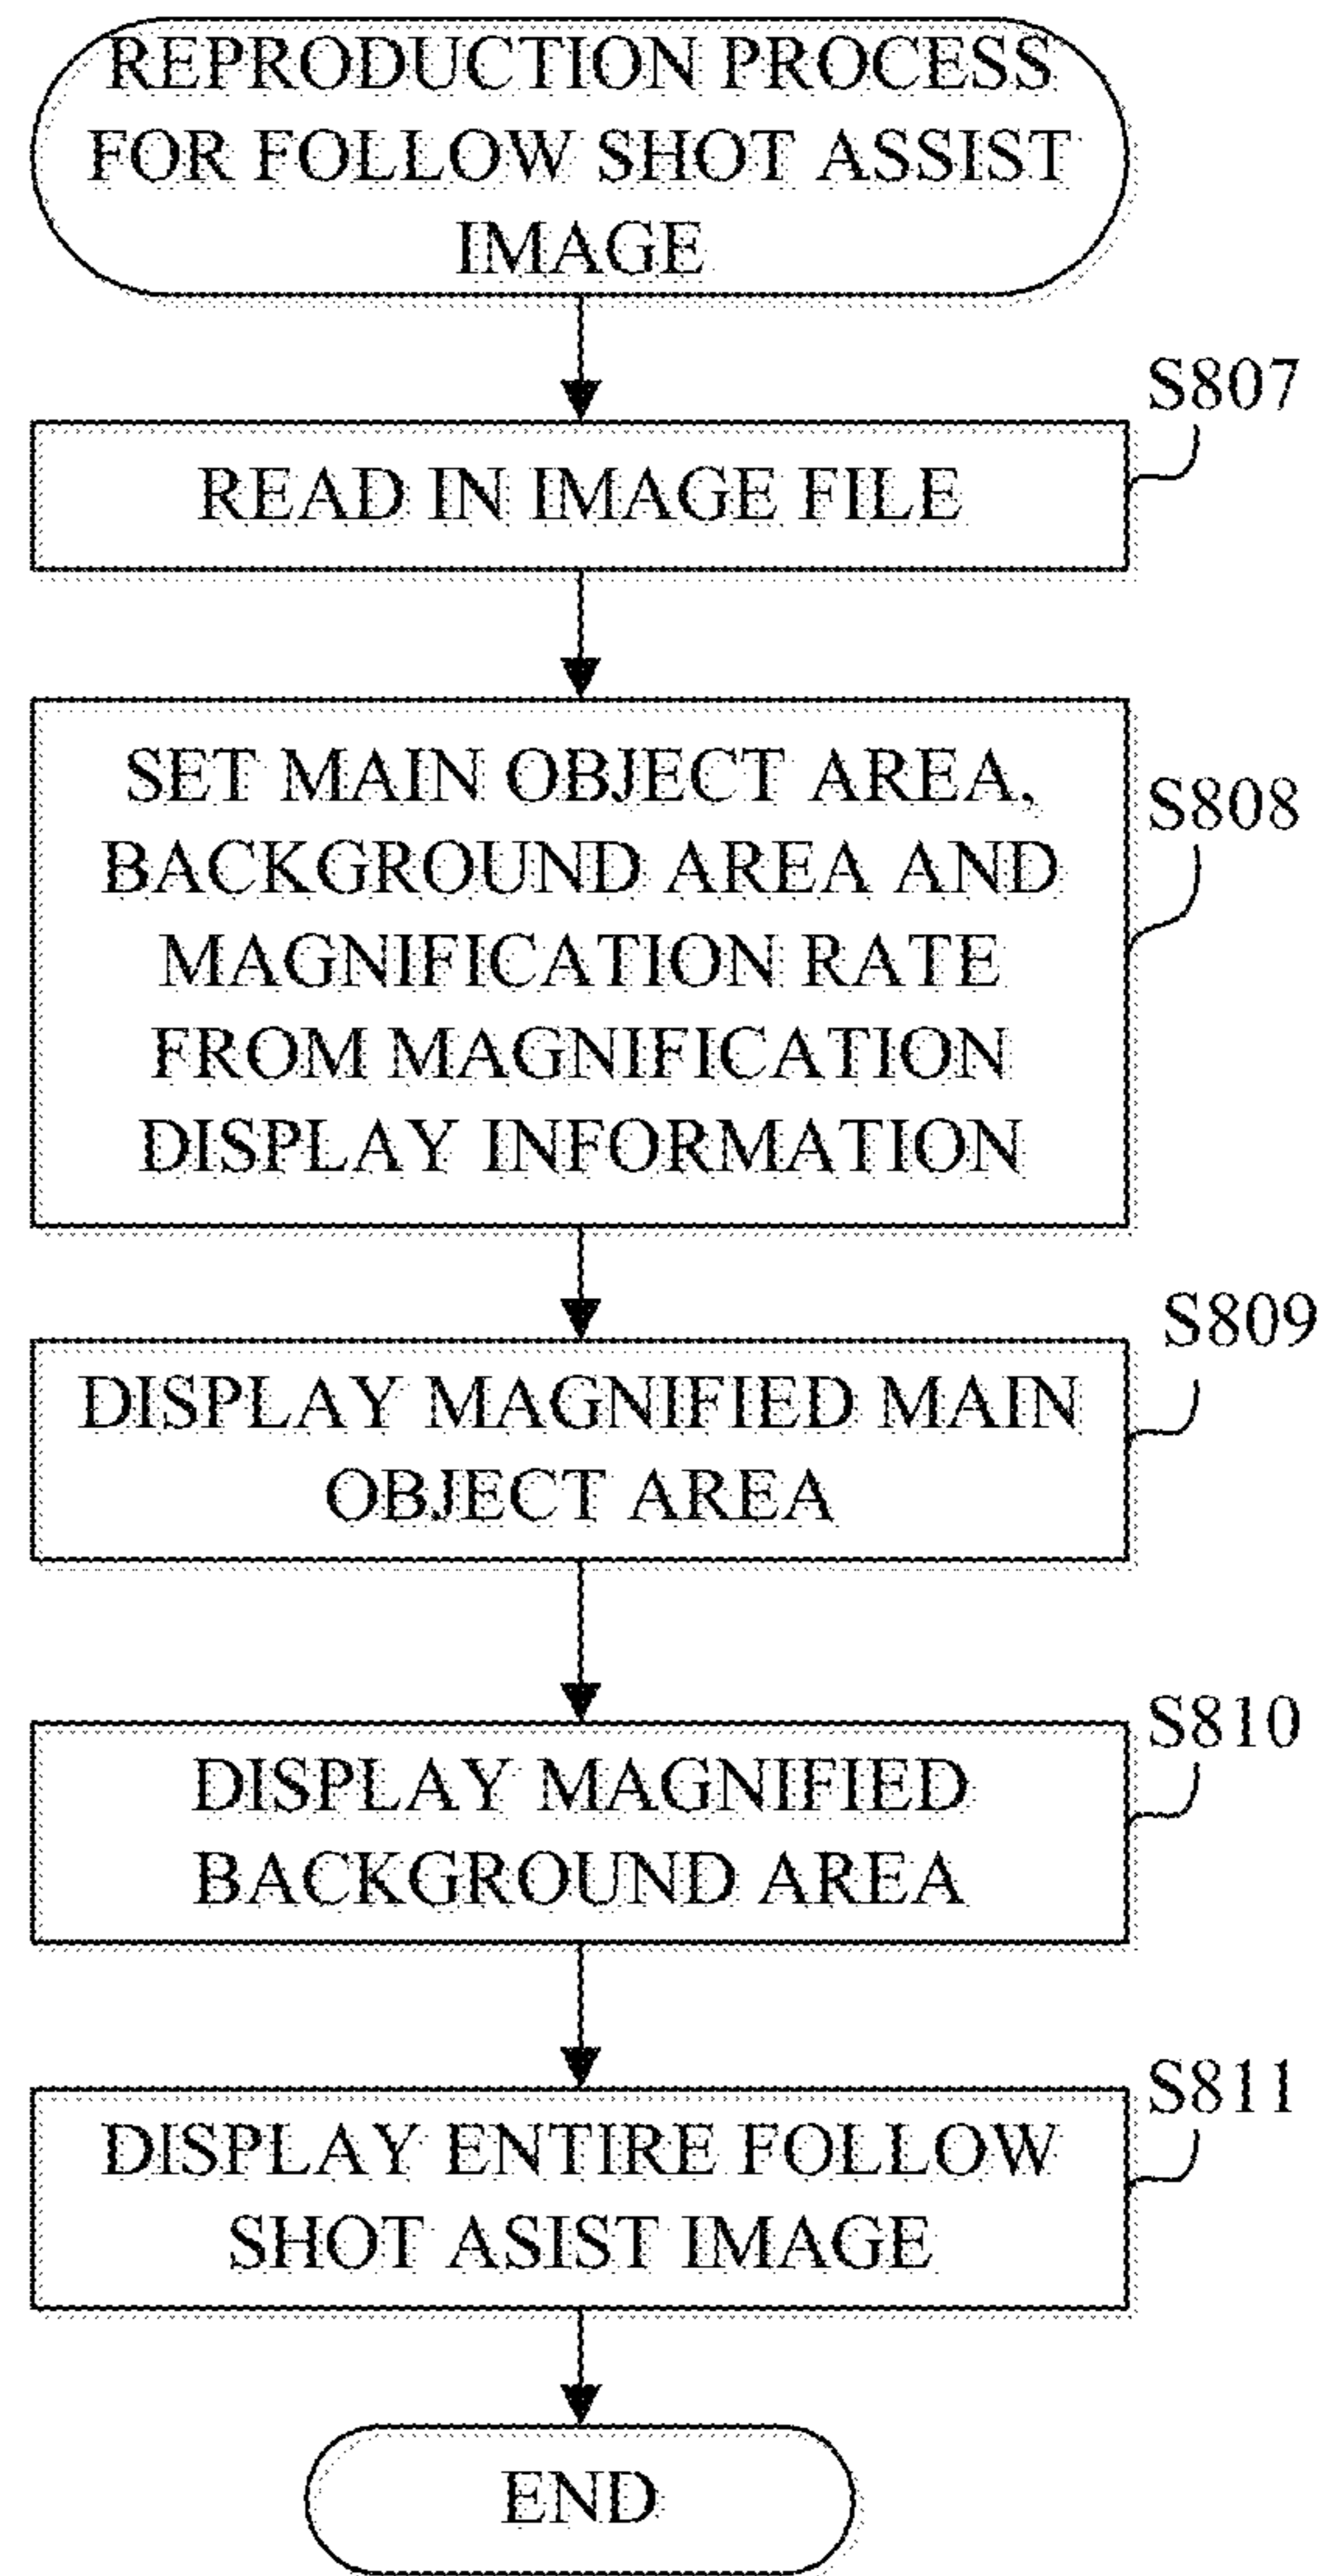 REPRODUCTION PROCESS
FOR FOLLOW SHOT ASSIST
IMAGE
S807
READ IN IMAGE FILE
S808
SET MAIN OBJECT AREA,
BACKGROUND AREA AND
MAGNIFICATION RATE
FROM MAGNIFICATION
DISPLAY INFORMATION
S809
DISPLAY MAGNIFIED MAIN
OBJECT AREA
S810
DISPLAY MAGNIFIED
BACKGROUND AREA
S811
DISPLAY ENTIRE FOLLOW
SHOT ASIST IMAGE
END